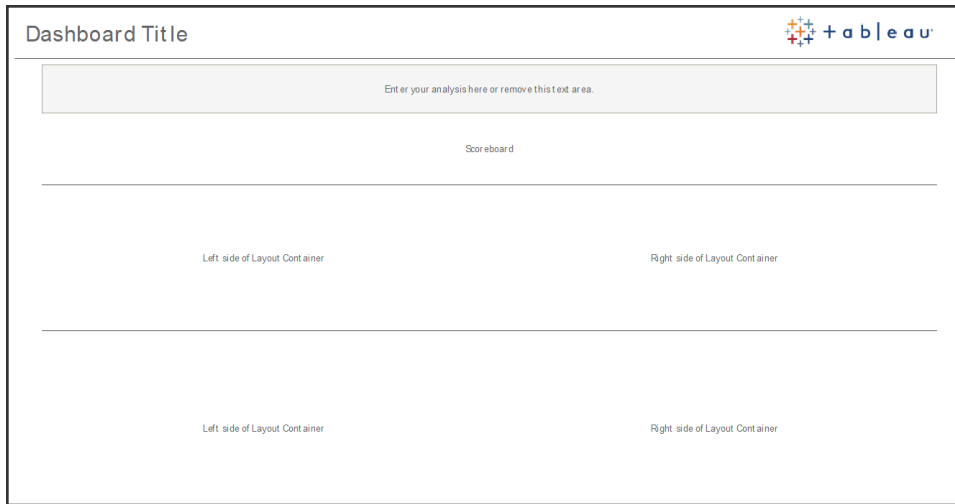 Dashboard Title
+ableau
Enter your analysis here or remove this text area.
Scoreboard
Left side of Layout Container
Right side of Layout Container
Left side of Layout Container
Right side of Layout Container